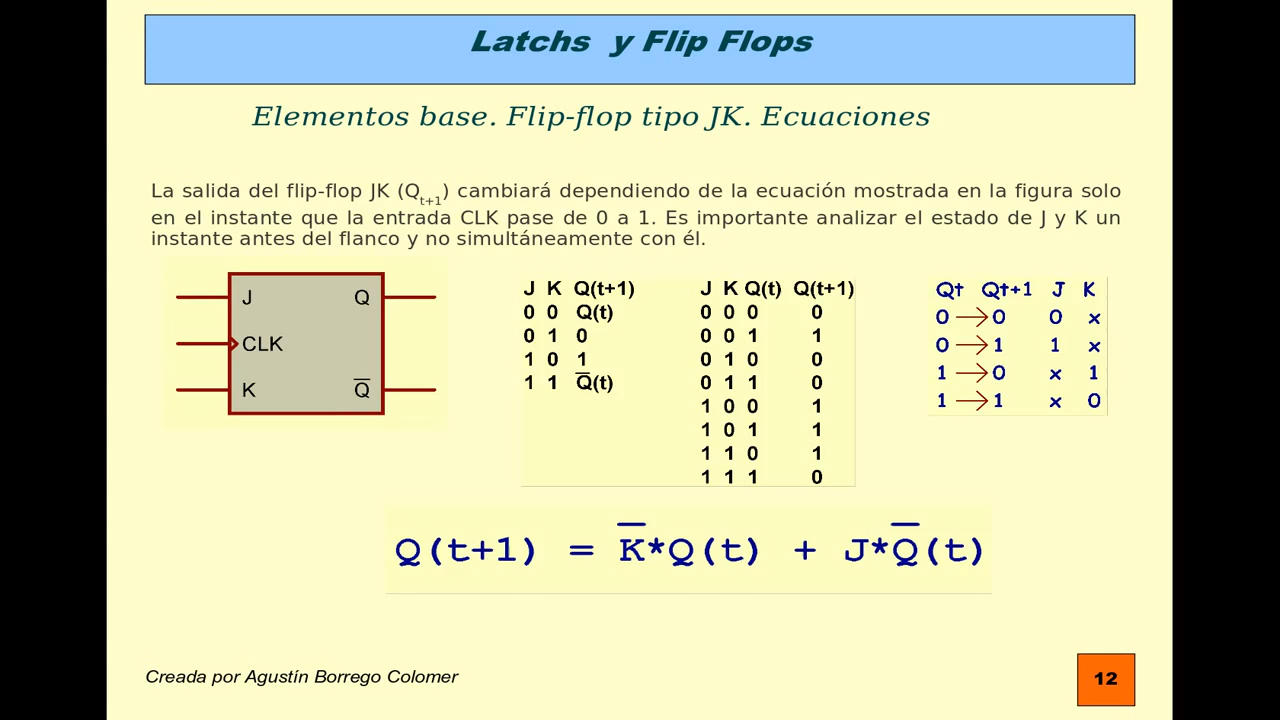 Latchs y Flip Flops
Elementos base. Flip-flop tipo JK. Ecuaciones
La salida del flip-flop JK (Qt+1) cambiará dependiendo de la ecuación mostrada en la figura solo
en el instante que la entrada CLK pase de 0 a 1. Es importante analizar el estado de J y K un
instante antes del flanco y no simultáneamente con él.
J Q
CLK
K Q̅
J K Q(t+1)
0 0 Q(t)
0 1 0
1 0 1
1 1 Q̅(t)
J K Q(t) Q(t+1)
0 0 0 0
0 0 1 1
0 1 0 0
0 1 1 0
1 0 0 1
1 0 1 1
1 1 0 1
1 1 1 0
Qt Qt+1 J K
0 → 0 0 x
0 → 1 1 x
1 → 0 x 1
1 → 1 x 0
Q(t+1) = K̅*Q(t) + J*Q̅(t)
Creada por Agustín Borrego Colomer
12